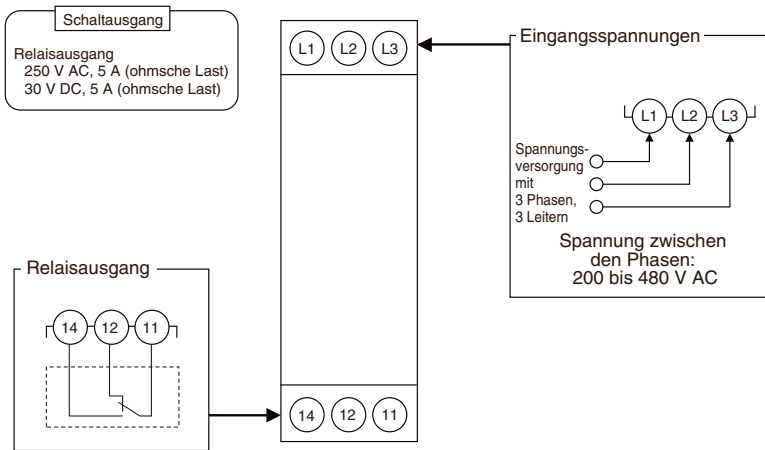 Schaltausgang
Relaisausgang
250 V AC, 5 A (ohmsche Last)
30 V DC, 5 A (ohmsche Last)
L1 L2 L3
Eingangsspannungen
L1 L2 L3
Spannungs-
versorgung
mit
3 Phasen,
3 Leitern
Spannung zwischen
den Phasen:
200 bis 480 V AC
Relaisausgang
14 12 11
14 12 11